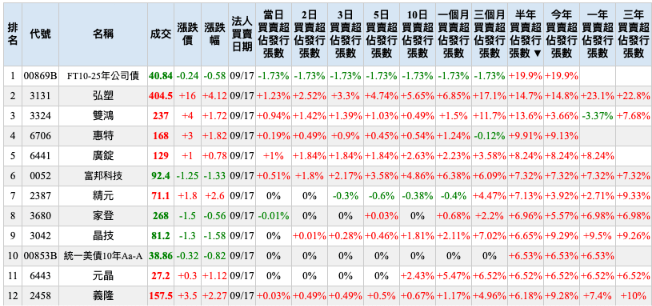 排名 代號 名稱 成交 漲跌價 漲跌幅 法人買賣日期 當日買賣超佔發行張數 2日買賣超佔發行張數 3日買賣超佔發行張數 5日買賣超佔發行張數 10日買賣超佔發行張數 一個月買賣超佔發行張數 三個月買賣超佔發行張數 半年買賣超佔發行張數▼ 今年買賣超佔發行張數 一年買賣超佔發行張數 三年買賣超佔發行張數
1 00869B FT10-25年公司債 40.84 -0.24 -0.58 09/17 -1.73% -1.73% -1.73% -1.73% -1.73% -1.73% -1.73% +19.9% +19.9%
2 3131 弘塑 404.5 +16 +4.12 09/17 +1.23% +2.52% +3.3% +4.74% +5.65% +6.85% +17.1% +14.7% +14.8% +23.1% +22.8%
3 3324 雙鴻 237 +4 +1.72 09/17 +0.94% +1.42% +1.39% +1.03% +0.49% +1.5% +11.7% +13.6% +3.66% -3.37% +7.68%
4 6706 惠特 168 +3 +1.82 09/17 +0.19% +0.49% +0.9% +0.45% +0.54% +1.24% -0.12% +9.91% +9.13%
5 6441 廣錠 129 +1 +0.78 09/17 +1% +1.84% +1.84% +1.84% +2.63% +2.23% +3.58% +8.24% +8.24% +8.24%
6 0052 富邦科技 92.4 -1.25 -1.33 09/17 +0.51% +1.8% +2.17% +3.58% +4.86% +6.38% +6.09% +7.32% +7.32% +7.32% +7.32%
7 2387 精元 71.1 +1.8 +2.6 09/17 0% 0% -0.3% -0.6% -0.38% -0.4% +4.47% +7.13% +3.92% +2.71% +9.33%
8 3680 家登 268 -1.5 -0.56 09/17 -0.01% 0% 0% +0.03% 0% +0.68% +2.2% +6.96% +5.57% +6.98% +6.98%
9 3042 晶技 81.2 -1.3 -1.58 09/17 0% +0.01% +0.28% +0.46% +1.81% +2.11% +7.02% +6.65% +9.29% +9.5% +9.26%
10 00853B 統一美債10年Aa-A 38.86 -0.32 -0.82 09/17 0% 0% 0% 0% 0% 0% 0% +6.53% +6.53% +6.53%
11 6443 元晶 27.2 +0.3 +1.12 09/17 0% 0% 0% 0% +2.43% +5.47% +6.52% +6.52% +6.52% +6.52% +6.52%
12 2458 義隆 157.5 +3.5 +2.27 09/17 +0.03% +0.49% +0.49% +0.5% +0.67% +1.17% +4.96% +6.18% +9.28% +7.4% +10%